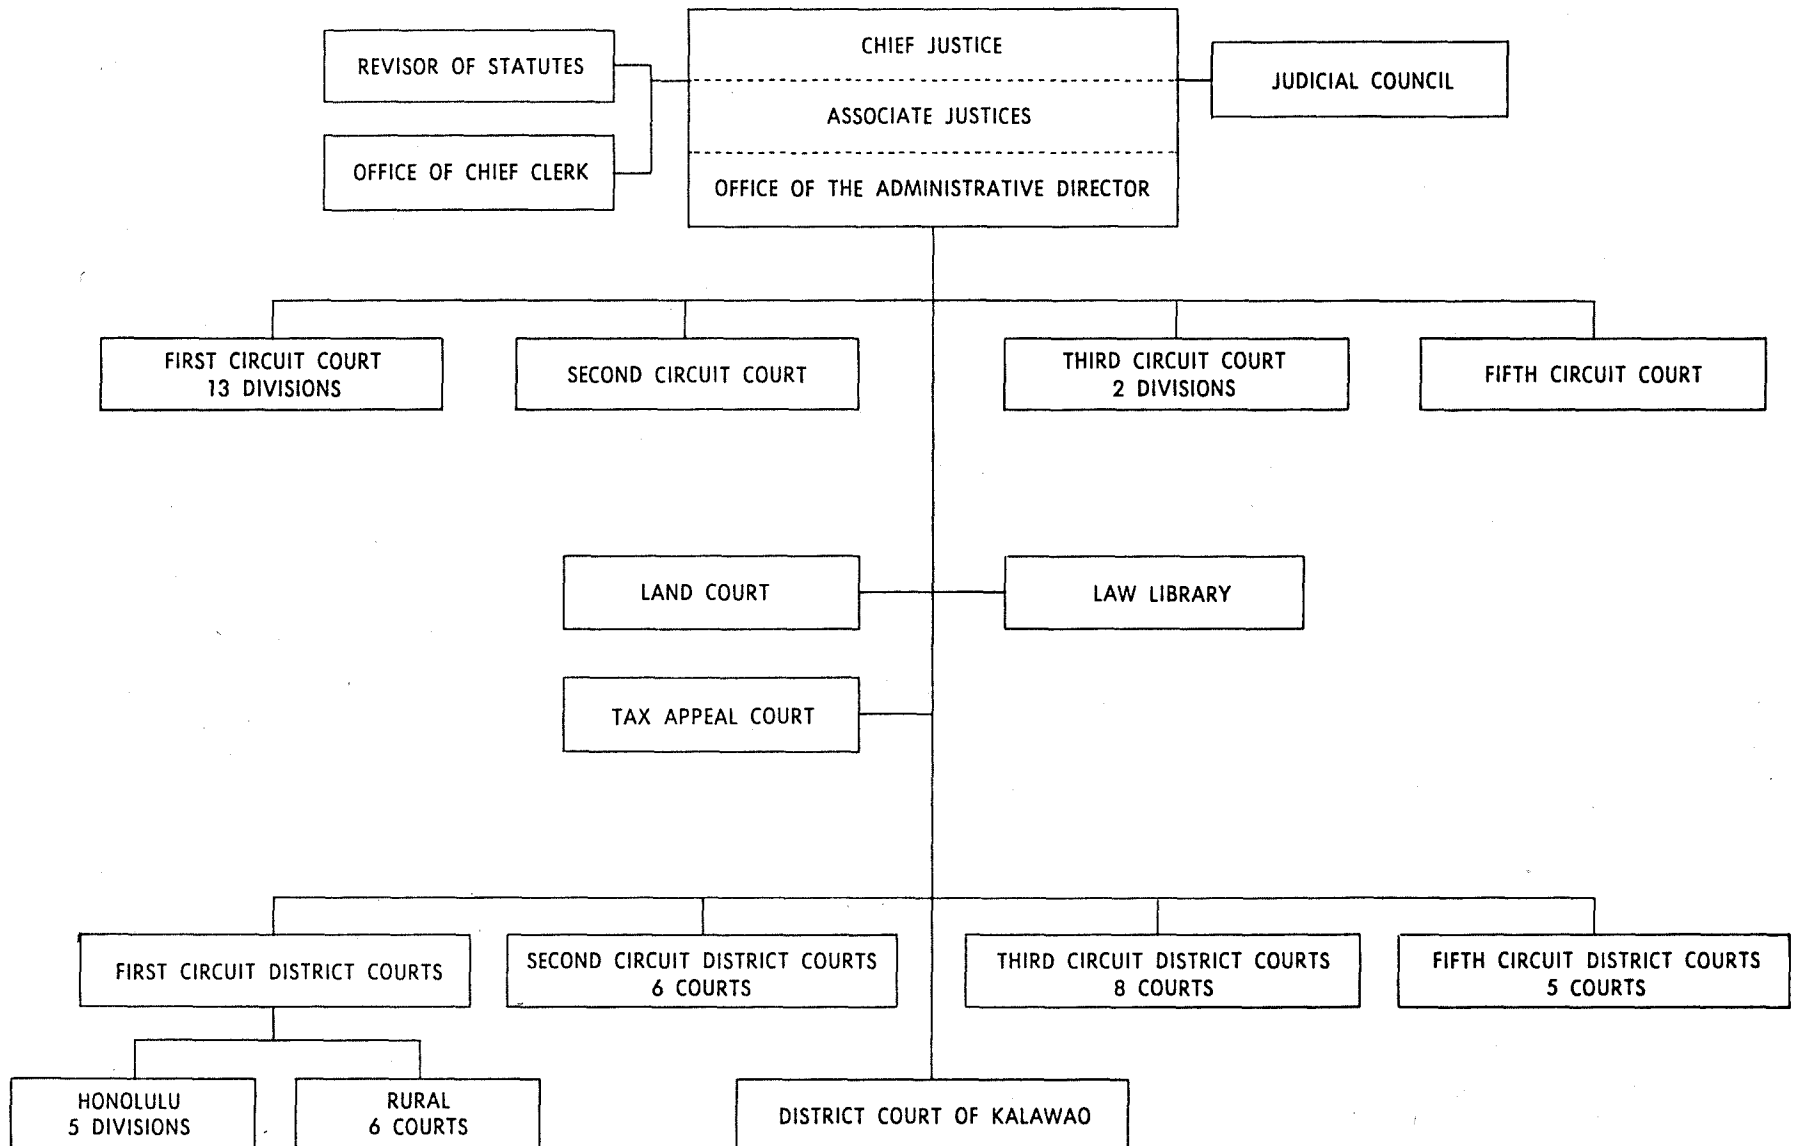 CHIEF JUSTICE
REVISOR OF STATUTES
JUDICIAL COUNCIL
ASSOCIATE JUSTICES
OFFICE OF CHIEF CLERK
OFFICE OF THE ADMINISTRATIVE DIRECTOR
FIRST CIRCUIT COURT
13 DIVISIONS
SECOND CIRCUIT COURT
THIRD CIRCUIT COURT
2 DIVISIONS
FIFTH CIRCUIT COURT
LAND COURT
LAW LIBRARY
TAX APPEAL COURT
FIRST CIRCUIT DISTRICT COURTS
SECOND CIRCUIT DISTRICT COURTS
6 COURTS
THIRD CIRCUIT DISTRICT COURTS
8 COURTS
FIFTH CIRCUIT DISTRICT COURTS
5 COURTS
HONOLULU
5 DIVISIONS
RURAL
6 COURTS
DISTRICT COURT OF KALAWAO